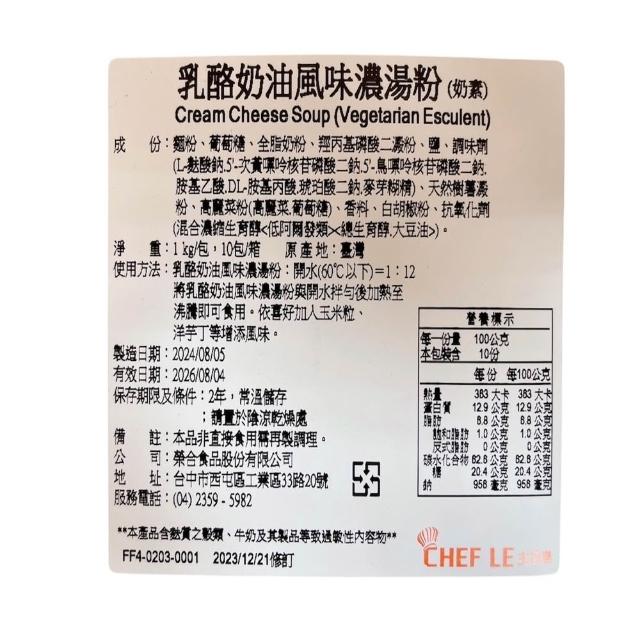 乳酪奶油風味濃湯粉 (奶素)
Cream Cheese Soup (Vegetarian Esculent)
成　份：麵粉、葡萄糖、全脂奶粉、羥丙基磷酸二澱粉、鹽、調味劑
(L-麩酸鈉,5'-次黃嘌呤核苷磷酸二鈉,5'-鳥嘌呤核苷磷酸二鈉,
胺基乙酸,DL-胺基丙酸,琥珀酸二鈉,麥芽糊精)、天然樹薯澱
粉、高麗菜粉(高麗菜,葡萄糖)、香料、白胡椒粉、抗氧化劑
(混合濃縮生育醇<低阿爾發類><總生育醇,大豆油>)。
淨　重：1 kg/包，10包/箱　原產地：臺灣
使用方法：乳酪奶油風味濃湯粉：開水(60℃以下)=1：12
將乳酪奶油風味濃湯粉與開水拌勻後加熱至
沸騰即可食用。依喜好加入玉米粒、
洋芋丁等增添風味。
製造日期：2024/08/05
有效日期：2026/08/04
保存期限及條件：2年，常溫儲存
；請置於陰涼乾燥處
備　註：本品非直接食用需再製調理。
公　司：榮合食品股份有限公司
地　址：台中市西屯區工業區33路20號
服務電話：(04) 2359 - 5982
營養標示
每一份量　100公克
本包裝含　10份
每份　每100公克
熱量　383 大卡　383 大卡
蛋白質　12.9 公克　12.9 公克
脂肪　6.8 公克　6.8 公克
飽和脂肪　1.0 公克　1.0 公克
反式脂肪　0 公克　0 公克
碳水化合物 62.6 公克　62.6 公克
糖　20.4 公克　20.4 公克
鈉　958 毫克　958 毫克
**本產品含麩質之穀類、牛奶及其製品等致過敏性內容物**
FF4-0203-0001　2023/12/21修訂
CHEF LE